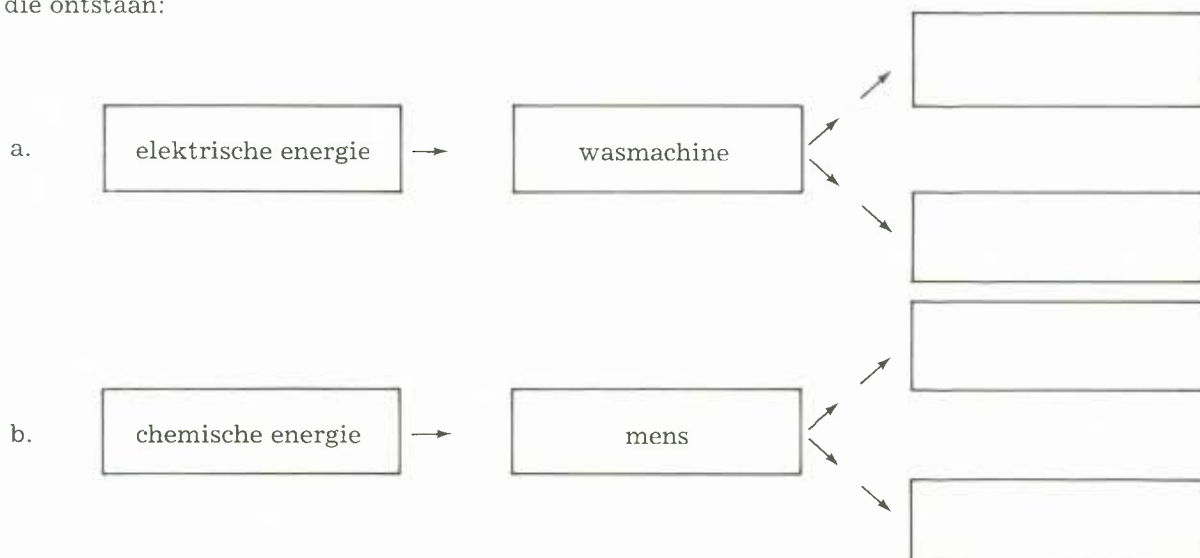 die ontstaan:
a. elektrische energie wasmachine
b. chemische energie mens